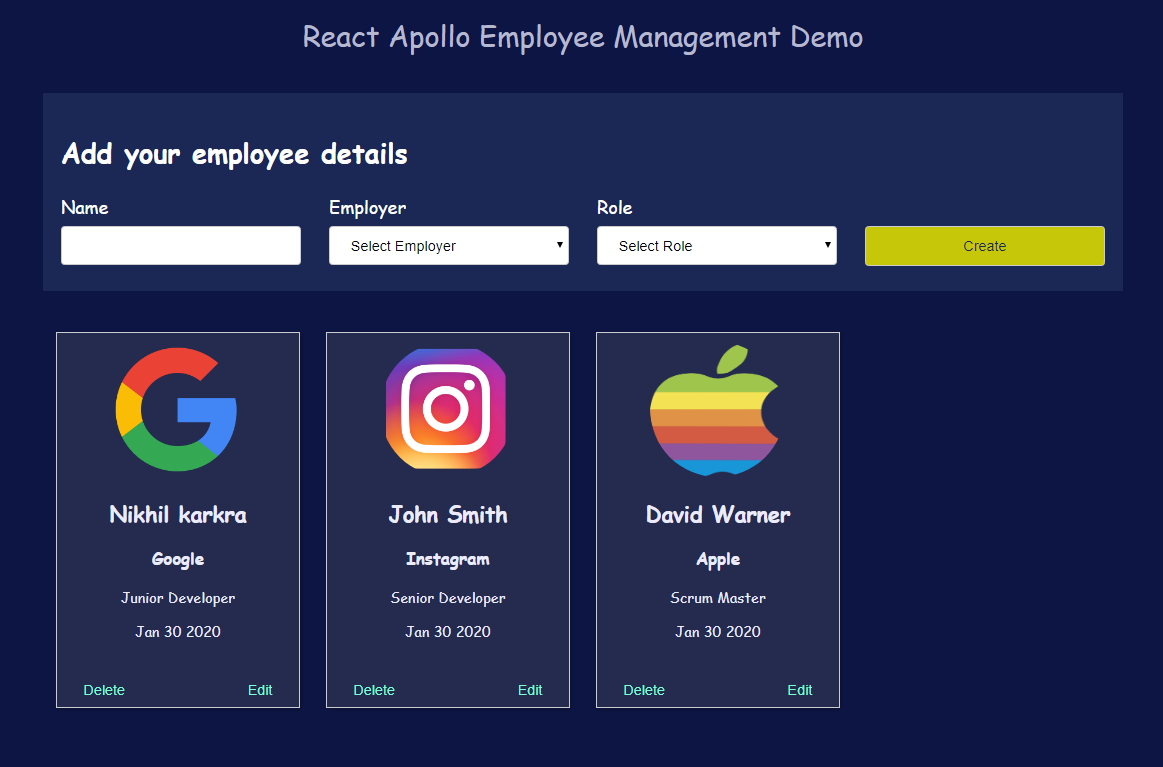 React Apollo Employee Management Demo
Add your employee details
Name Employer Role
Select Employer Select Role Create
Nikhil karkra John Smith David Warner
Google Instagram Apple
Junior Developer Senior Developer Scrum Master
Jan 30 2020 Jan 30 2020 Jan 30 2020
Delete Edit Delete Edit Delete Edit